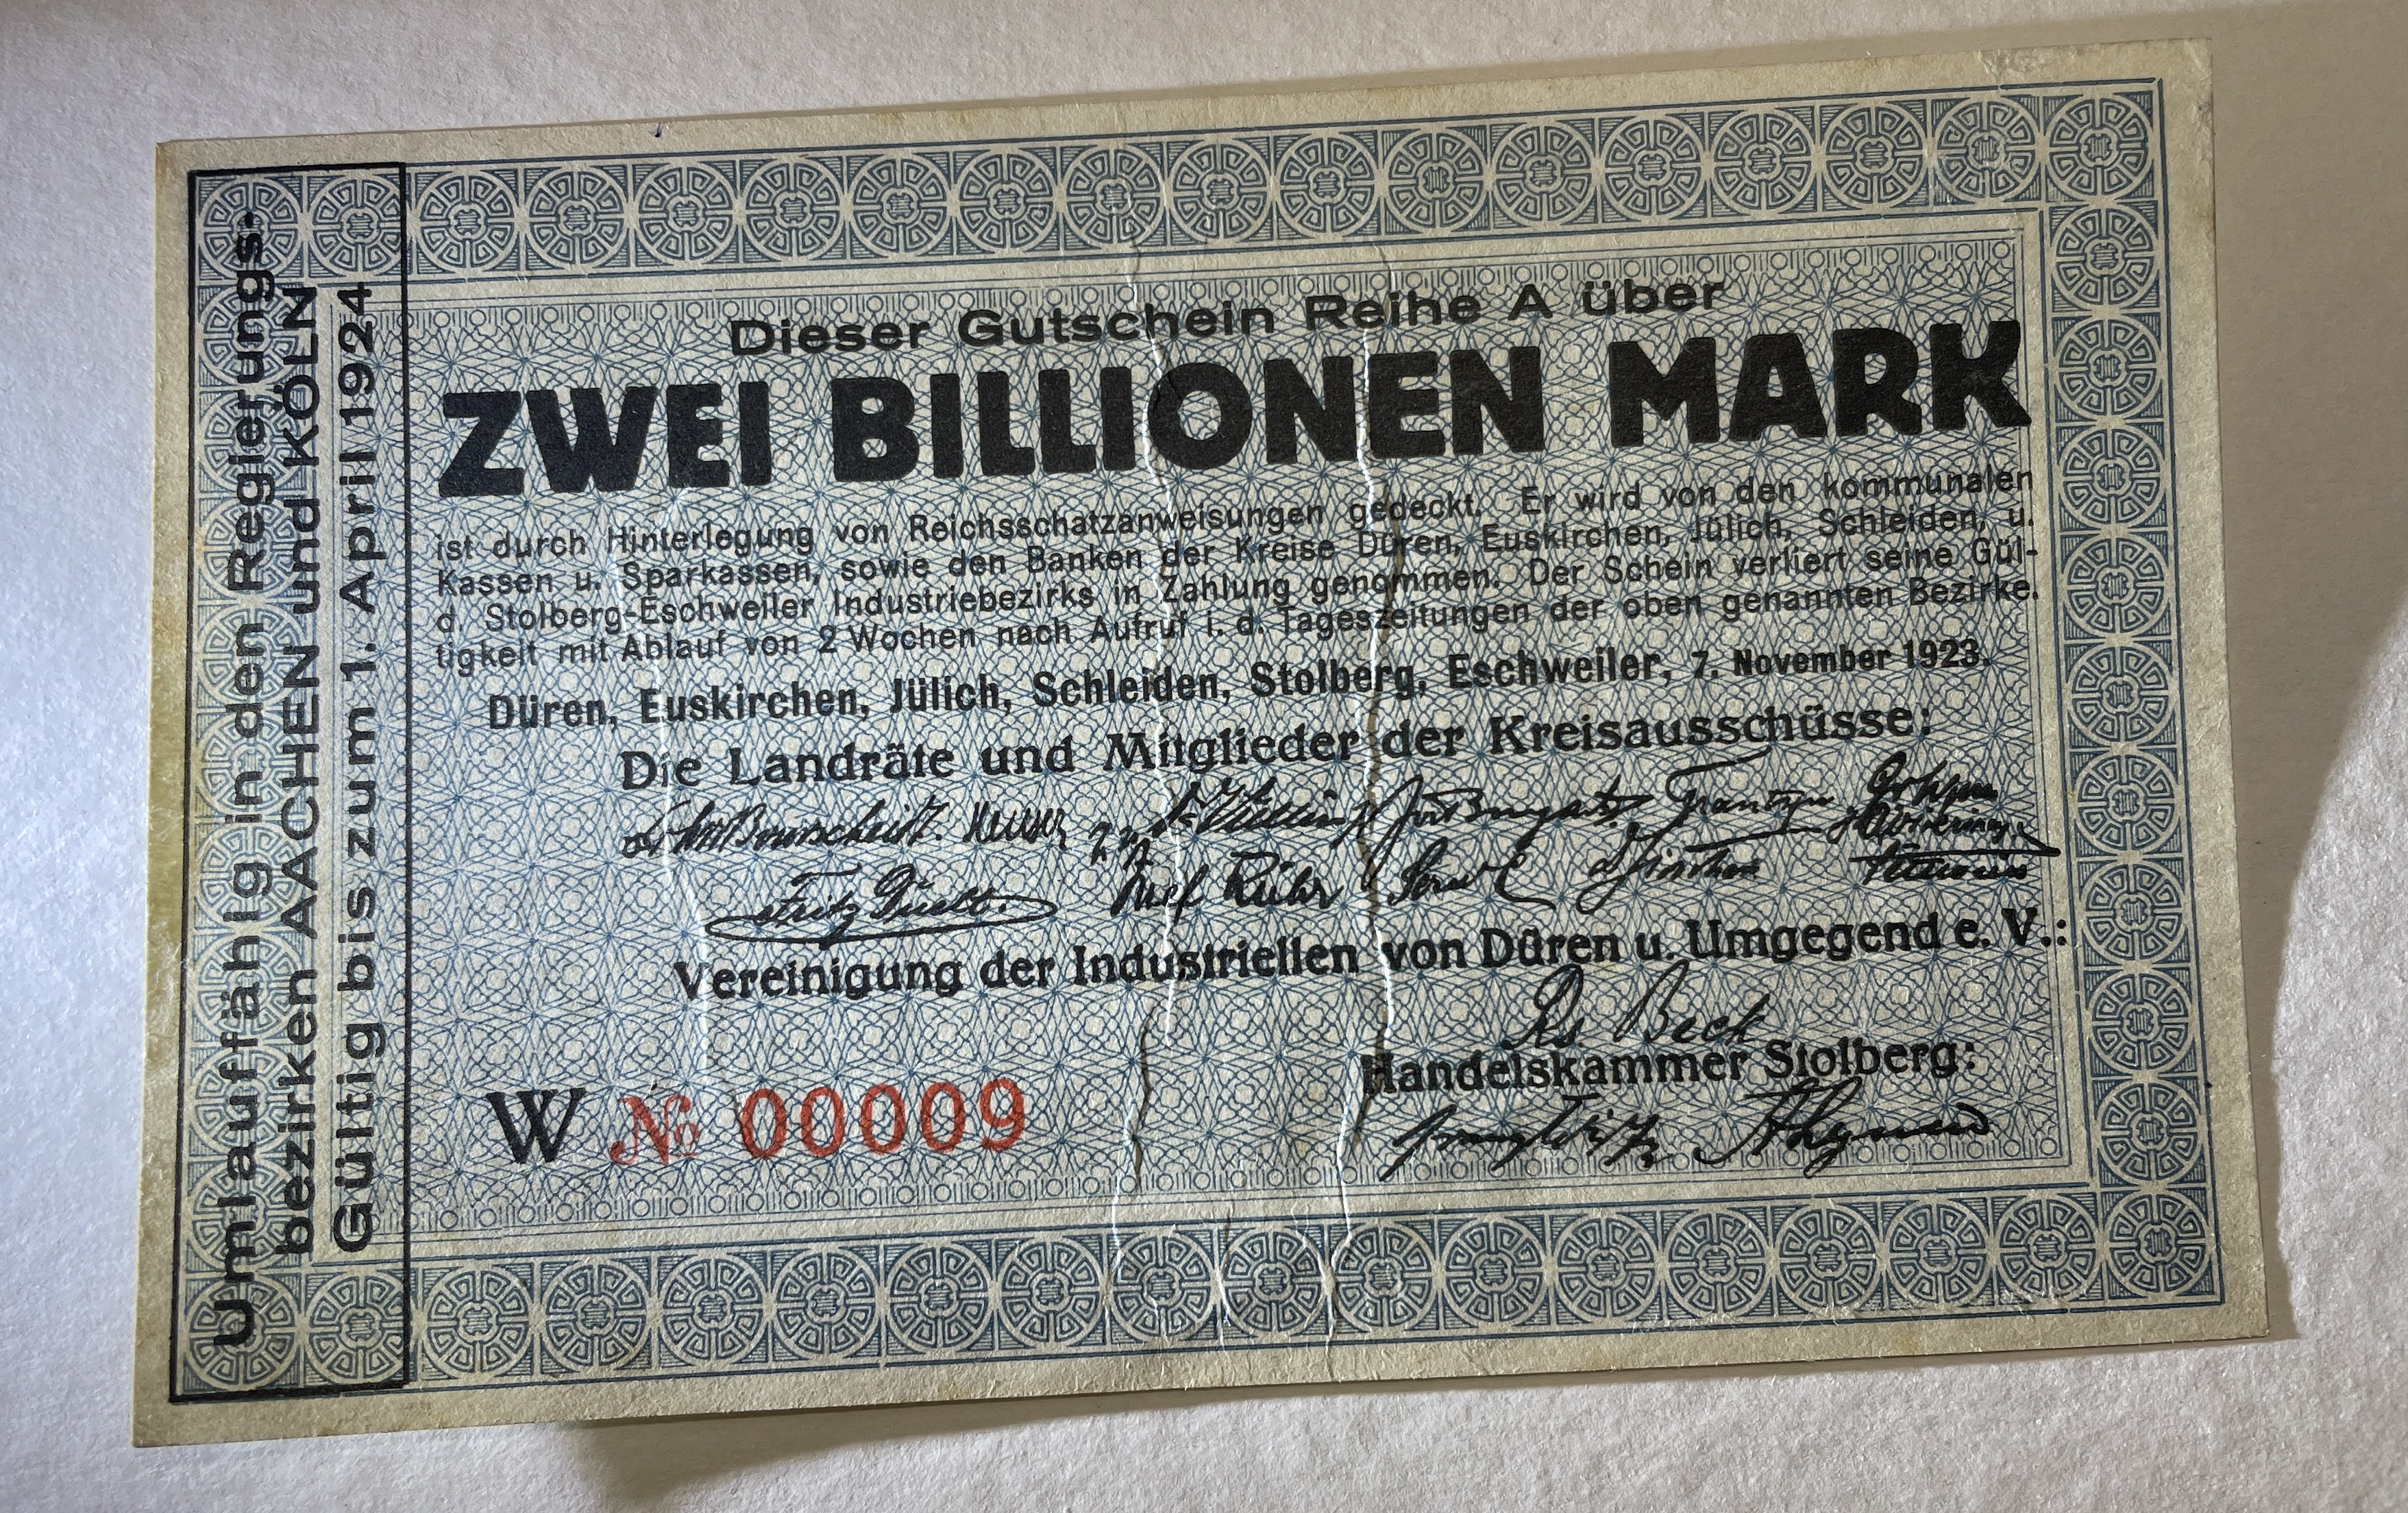 Umlauffähig in den Regierungs-
bezirken AACHEN und KÖLN
Gültig bis zum 1. April 1924
Dieser Gutschein Reihe A über
ZWEI BILLIONEN MARK
ist durch Hinterlegung von Reichsschatzanweisungen gedeckt. Er wird von den kommunalen
Kassen u. Sparkassen, sowie den Banken der Kreise Düren, Euskirchen, Jülich, Schleiden, u.
d. Stolberg-Eschweiler Industriebezirks in Zahlung genommen. Der Schein verliert seine Gül-
tigkeit mit Ablauf von 2 Wochen nach Aufruf i. d. Tageszeitungen der oben genannten Bezirke.
Düren, Euskirchen, Jülich, Schleiden, Stolberg, Eschweiler, 7. November 1923.
Die Landräte und Mitglieder der Kreisausschüsse:
Fritz
Vereinigung der Industriellen von Düren u. Umgegend e. V.:
Beck
Handelskammer Stolberg:
W No 00009